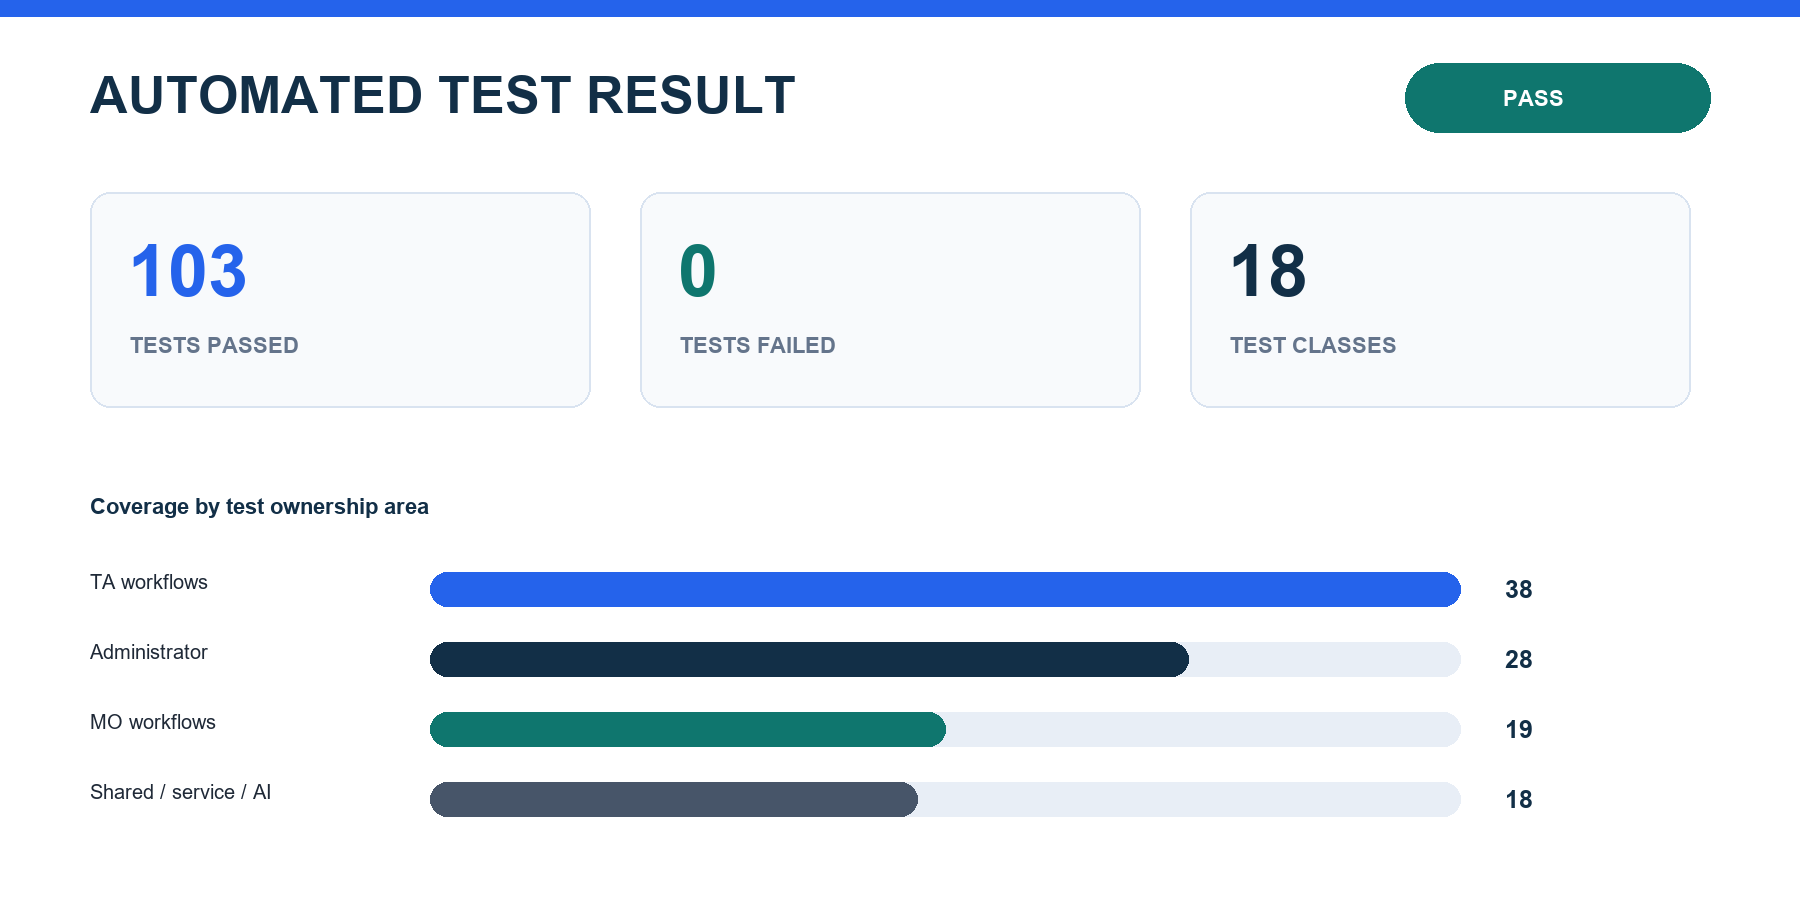 AUTOMATED TEST RESULT
PASS
103
TESTS PASSED
0
TESTS FAILED
18
TEST CLASSES
Coverage by test ownership area
TA workflows
38
Administrator
28
MO workflows
19
Shared / service / AI
18